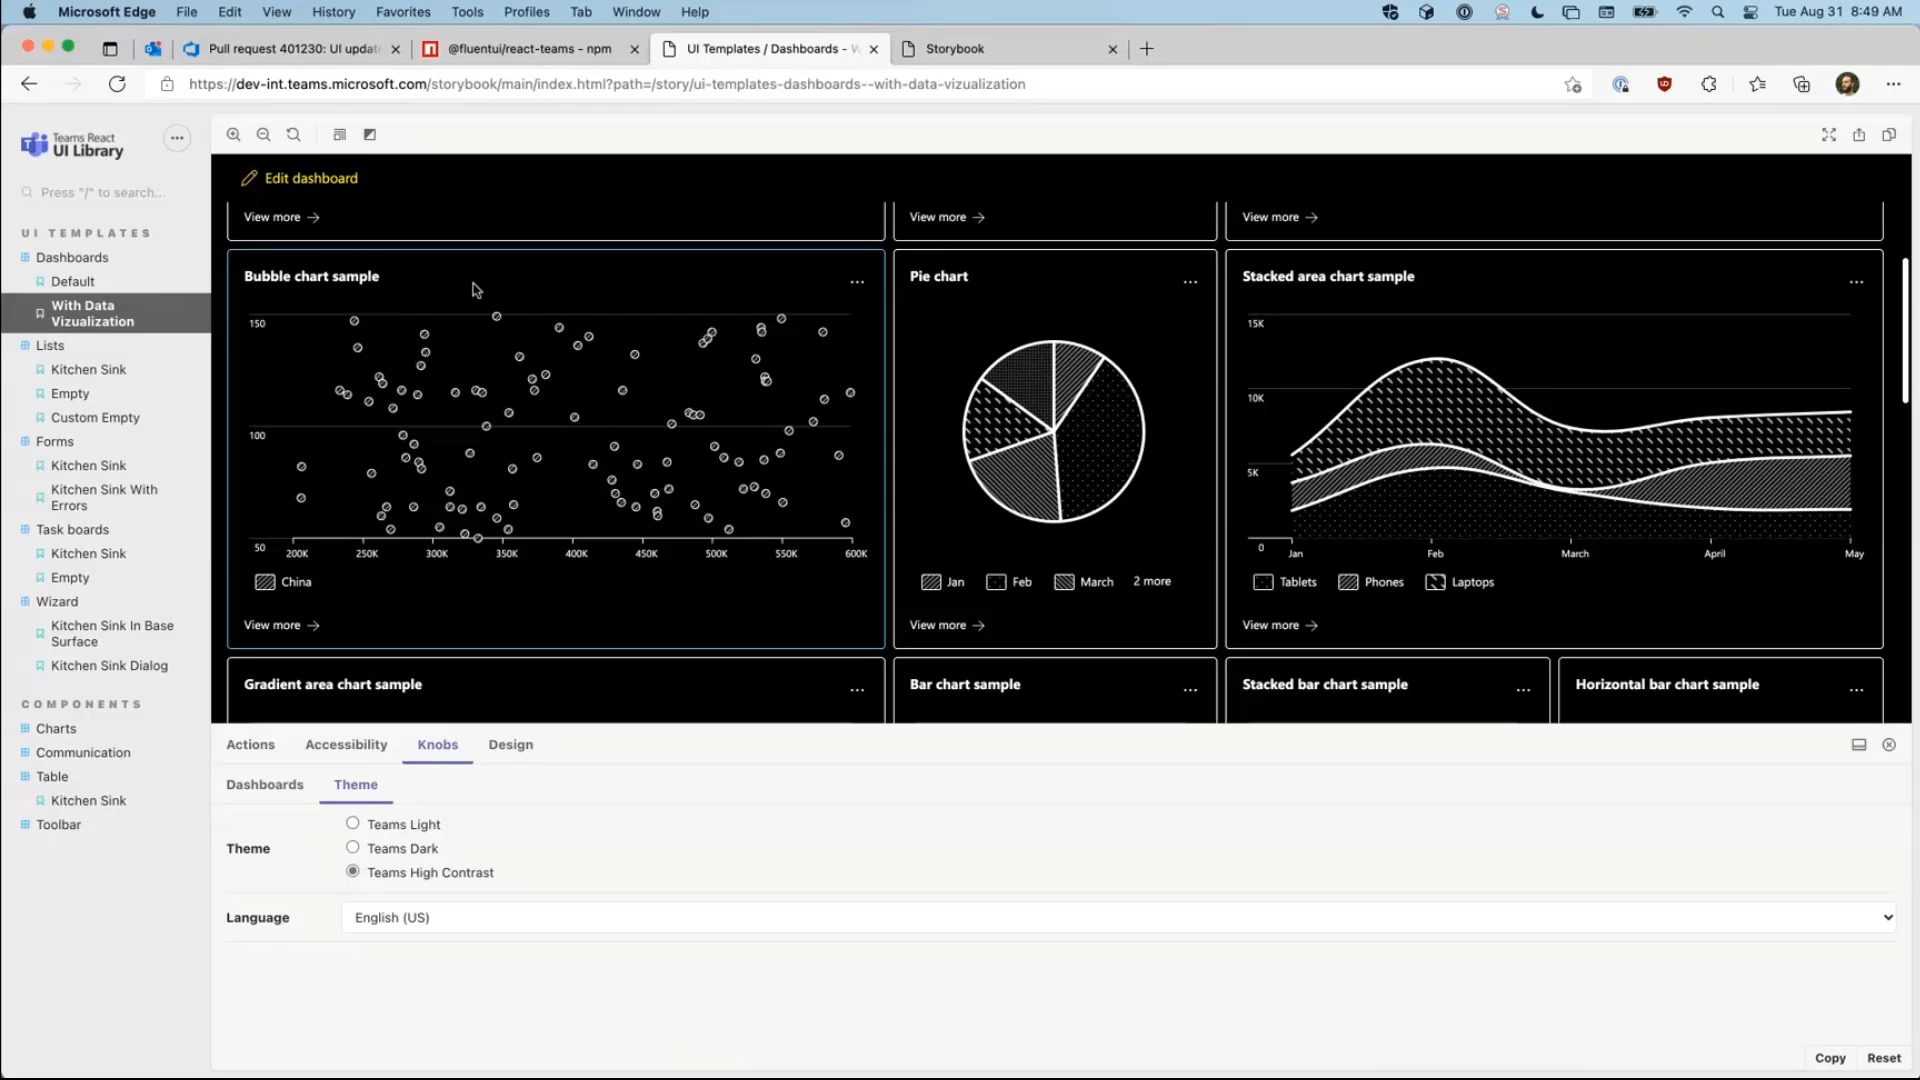 Microsoft Edge File Edit View History Favorites Tools Profiles Tab Window Help Tue Aug 31 8:49 AM
Pull request 401230: UI updat @fluentui/react-teams - npm UI Templates / Dashboards - Storybook
https://dev-int.teams.microsoft.com/storybook/main/index.html?path=/story/ui-templates-dashboards--with-data-vizualization
Teams React
UI Library
Press "/" to search...
UI TEMPLATES
Dashboards
Default
With Data
Vizualization
Lists
Kitchen Sink
Empty
Custom Empty
Forms
Kitchen Sink
Kitchen Sink With
Errors
Task boards
Kitchen Sink
Empty
Wizard
Kitchen Sink In Base
Surface
Kitchen Sink Dialog
COMPONENTS
Charts
Communication
Table
Kitchen Sink
Toolbar
Edit dashboard
View more → View more → View more →
Bubble chart sample
150
100
50
200K 250K 300K 350K 400K 450K 500K 550K 600K
China
View more →
Pie chart
Jan Feb March 2 more
View more →
Stacked area chart sample
15K
10K
5K
0
Jan Feb March April May
Tablets Phones Laptops
View more →
Gradient area chart sample Bar chart sample Stacked bar chart sample Horizontal bar chart sample
Actions Accessibility Knobs Design
Dashboards Theme
Theme
Teams Light
Teams Dark
Teams High Contrast
Language English (US)
Copy Reset